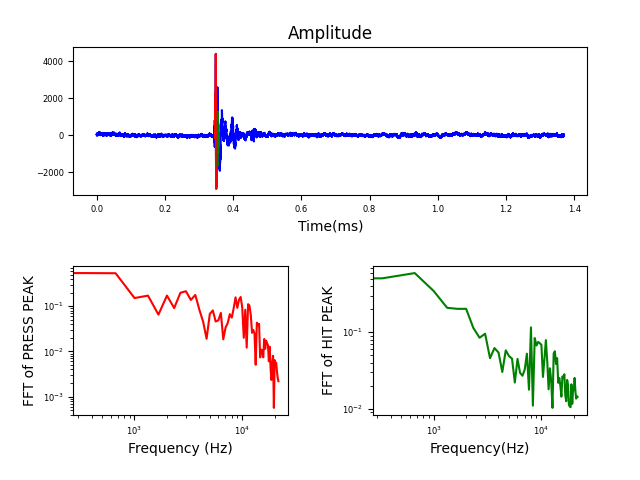 Amplitude
4000
2000
0
−2000
0.0 0.2 0.4 0.6 0.8 1.0 1.2 1.4
Time(ms)
FFT of PRESS PEAK
10⁻¹
10⁻²
10⁻³
10³ 10⁴
Frequency (Hz)
FFT of HIT PEAK
10⁻¹
10⁻²
10³ 10⁴
Frequency(Hz)